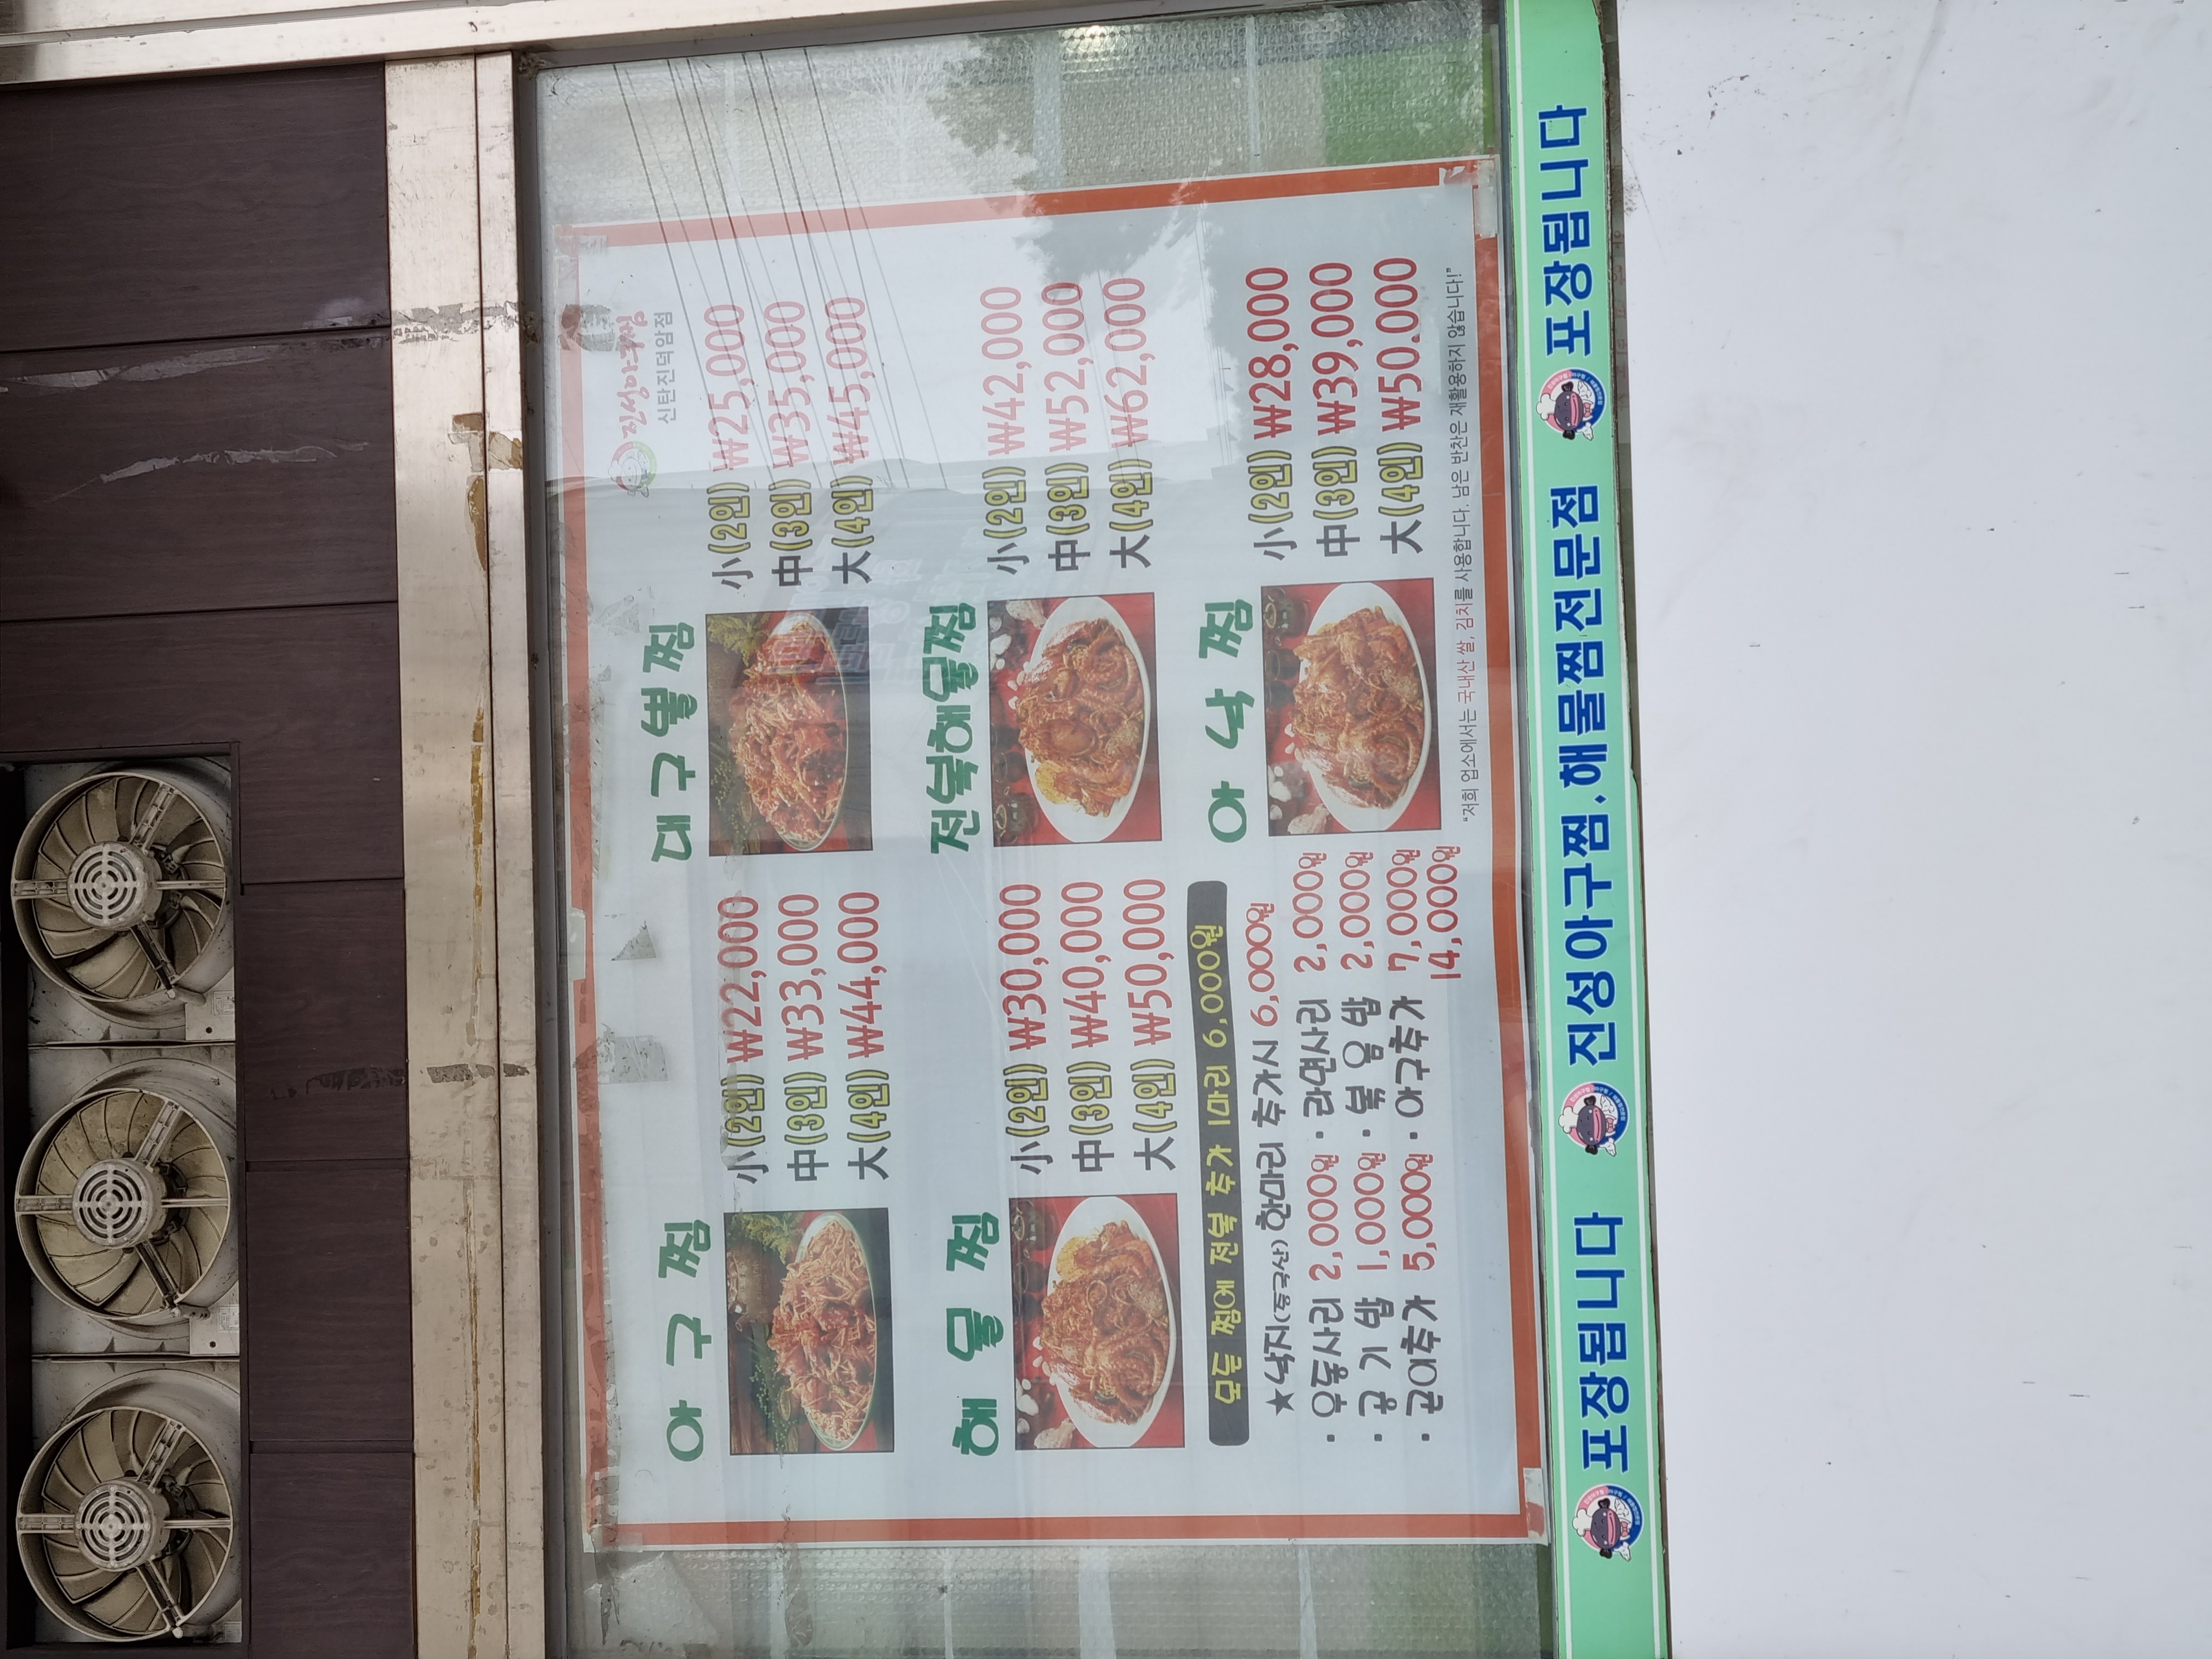 진성아구찜
신탄진덕암점
아구찜
小(2인) ₩22,000
中(3인) ₩33,000
大(4인) ₩44,000
대구뽈찜
小(2인) ₩25,000
中(3인) ₩35,000
大(4인) ₩45,000
해물찜
小(2인) ₩30,000
中(3인) ₩40,000
大(4인) ₩50,000
전복해물찜
小(2인) ₩42,000
中(3인) ₩52,000
大(4인) ₩62,000
모든 찜에 전복 추가 1마리 6,000원
★낙지(중국산) 한마리 추가시 6,000원
· 우동사리 2,000원 · 라면사리 2,000원
· 공기밥 1,000원 · 볶음밥 2,000원
· 곤이추가 5,000원 · 아구추가 7,000원
14,000원
아낙찜
小(2인) ₩28,000
中(3인) ₩39,000
大(4인) ₩50.000
"저희 업소에서는 국내산 쌀, 김치를 사용합니다. 남은 반찬은 재활용하지 않습니다!"
포장됩니다 진성아구찜.해물찜전문점 포장됩니다